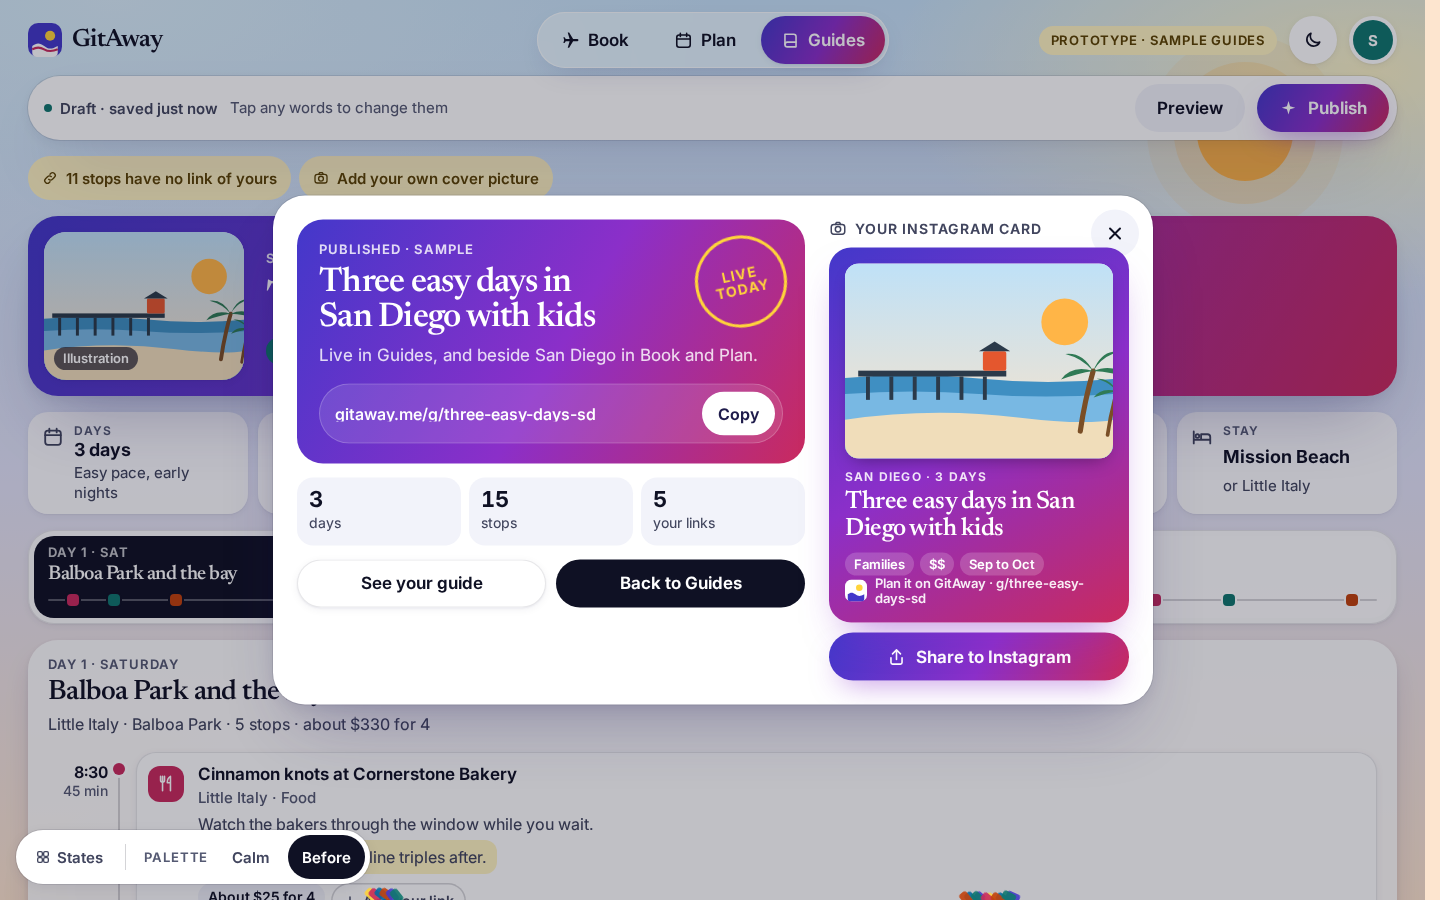 GitAway
Book
Plan
Guides
PROTOTYPE · SAMPLE GUIDES
S
Draft · saved just now
Tap any words to change them
Preview
Publish
11 stops have no link of yours
Add your own cover picture
Illustration
DAYS
3 days
Easy pace, early
nights
STAY
Mission Beach
or Little Italy
DAY 1 · SAT
Balboa Park and the bay
DAY 1 · SATURDAY
Balboa Park and the
Little Italy · Balboa Park · 5 stops · about $330 for 4
8:30
45 min
Cinnamon knots at Cornerstone Bakery
Little Italy · Food
Watch the bakers through the window while you wait.
line triples after.
About $25 for 4
your link
PUBLISHED · SAMPLE
Three easy days in
San Diego with kids
LIVE
TODAY
Live in Guides, and beside San Diego in Book and Plan.
gitaway.me/g/three-easy-days-sd
Copy
3
days
15
stops
5
your links
See your guide
Back to Guides
YOUR INSTAGRAM CARD
SAN DIEGO · 3 DAYS
Three easy days in San
Diego with kids
Families
$$
Sep to Oct
Plan it on GitAway · g/three-easy-
days-sd
Share to Instagram
States
PALETTE
Calm
Before